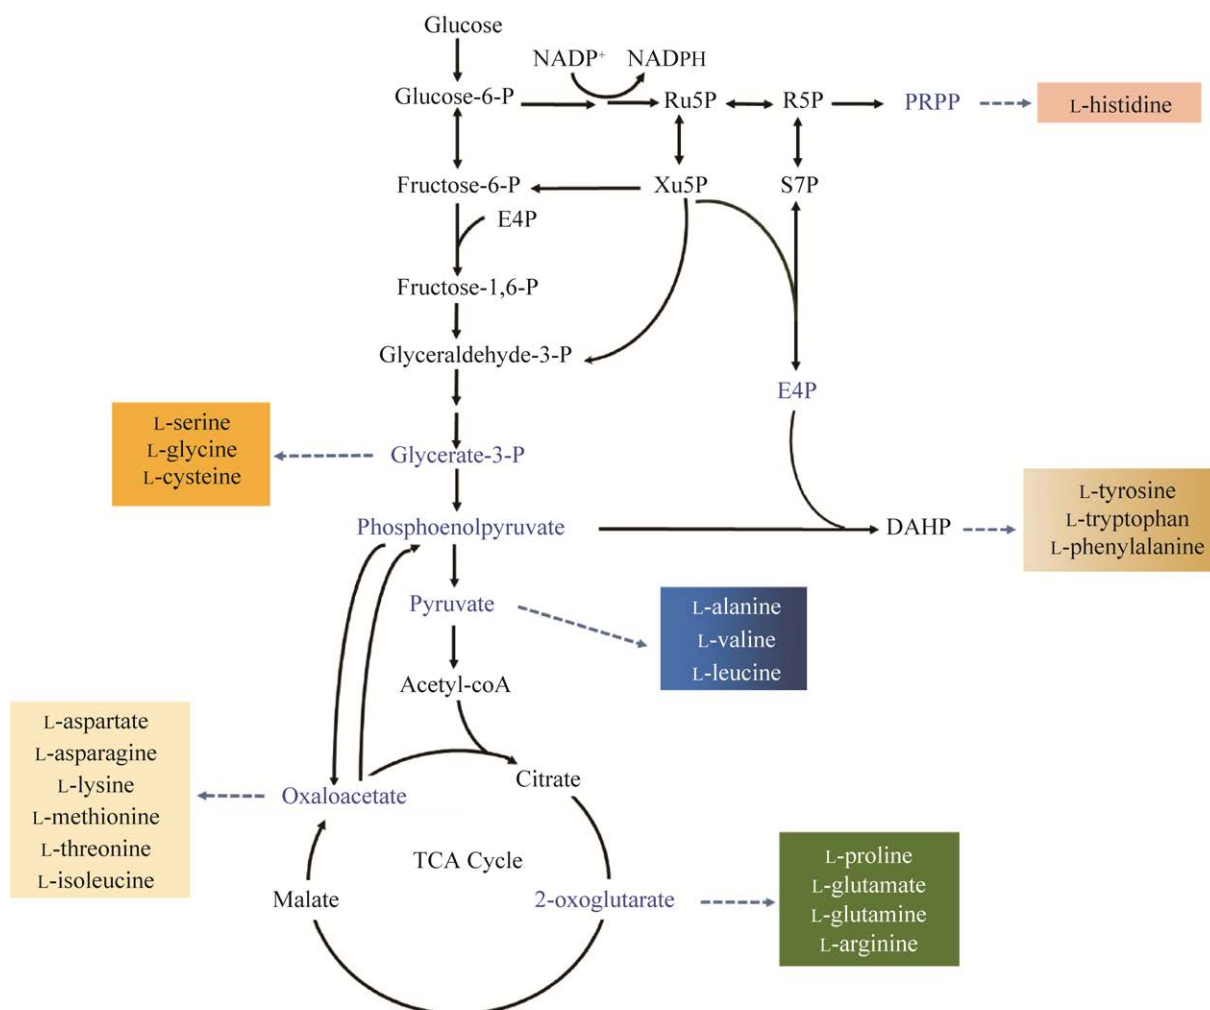 Glucose
NADP⁺ NADPH
Glucose-6-P Ru5P R5P PRPP L-histidine
Fructose-6-P Xu5P S7P
E4P
Fructose-1,6-P
Glyceraldehyde-3-P
E4P
L-serine
L-glycine
L-cysteine
Glycerate-3-P
Phosphoenolpyruvate DAHP
L-tyrosine
L-tryptophan
L-phenylalanine
Pyruvate
L-alanine
L-valine
L-leucine
Acetyl-coA
L-aspartate
L-asparagine
L-lysine
L-methionine
L-threonine
L-isoleucine
Oxaloacetate Citrate
TCA Cycle
Malate 2-oxoglutarate
L-proline
L-glutamate
L-glutamine
L-arginine